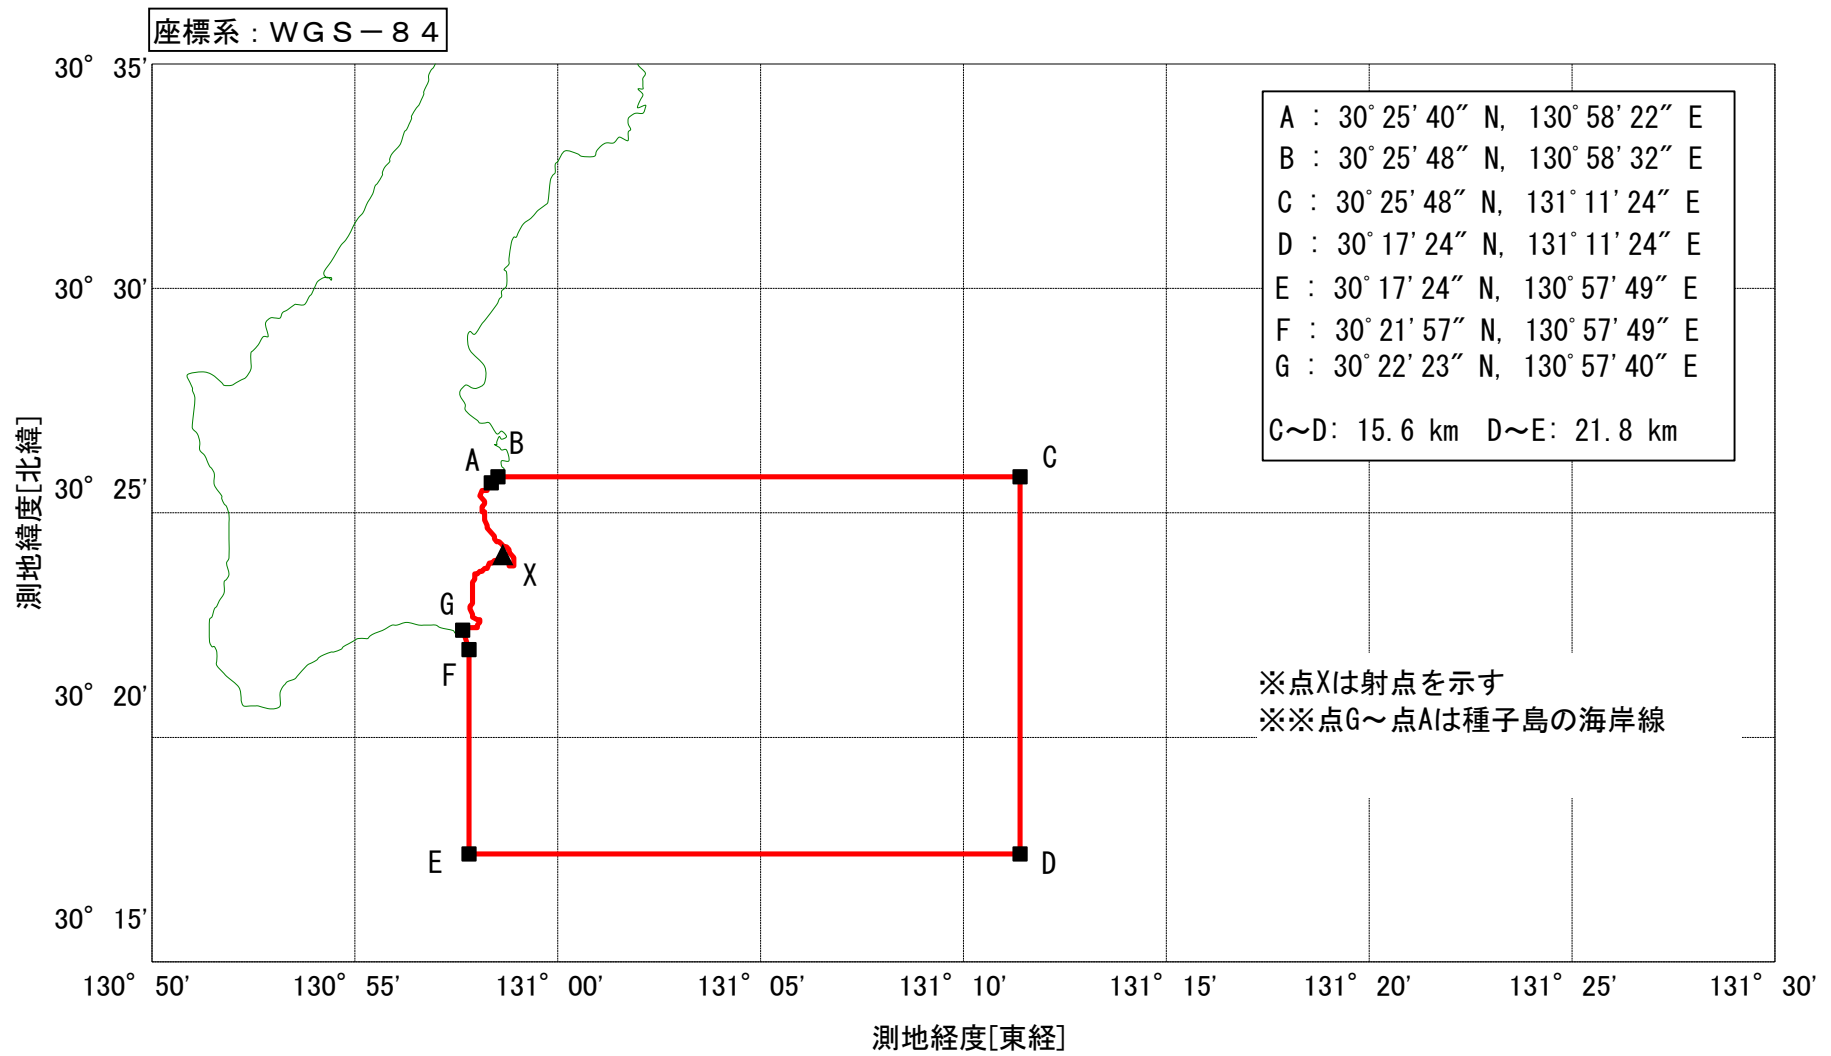 座標系：ＷＧＳ－８４
30° 35'
30° 30'
30° 25'
30° 20'
30° 15'
測地緯度[北緯]
A : 30°25'40" N, 130°58'22" E
B : 30°25'48" N, 130°58'32" E
C : 30°25'48" N, 131°11'24" E
D : 30°17'24" N, 131°11'24" E
E : 30°17'24" N, 130°57'49" E
F : 30°21'57" N, 130°57'49" E
G : 30°22'23" N, 130°57'40" E
C～D: 15.6 km D～E: 21.8 km
A
B
C
X
G
F
E
D
※点Xは射点を示す
※※点G～点Aは種子島の海岸線
130° 50' 130° 55' 131° 00' 131° 05' 131° 10' 131° 15' 131° 20' 131° 25' 131° 30'
測地経度[東経]